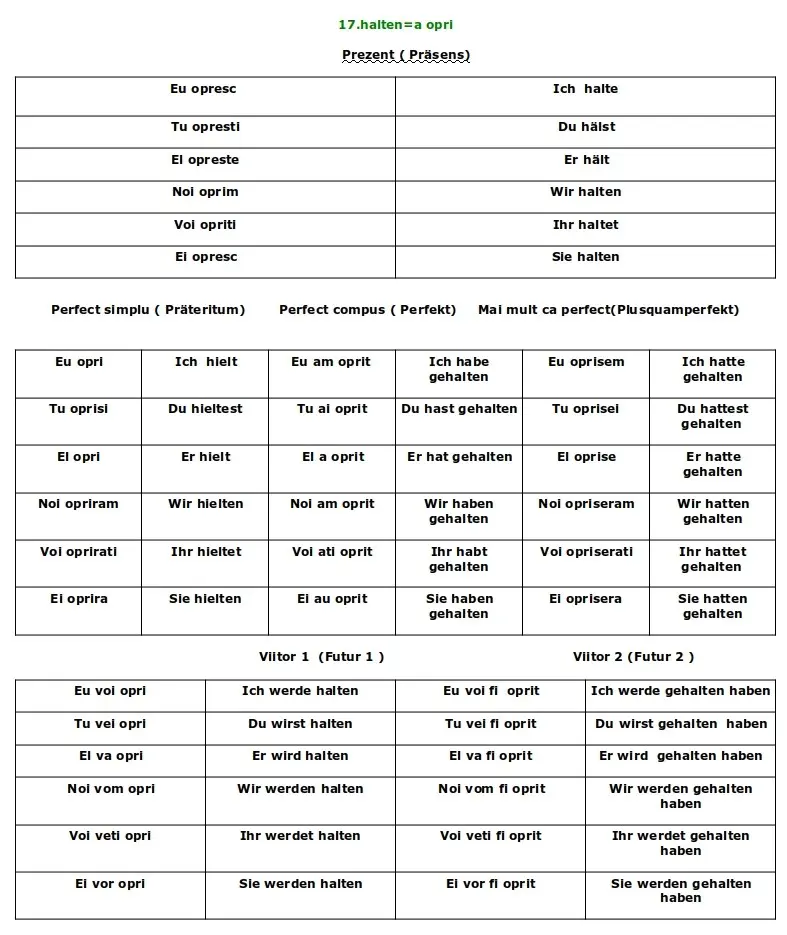 17.halten=a opri
Prezent ( Präsens)
Eu opresc Ich halte
Tu opresti Du hälst
El opreste Er hält
Noi oprim Wir halten
Voi opriti Ihr haltet
Ei opresc Sie halten
Perfect simplu ( Präteritum) Perfect compus ( Perfekt) Mai mult ca perfect(Plusquamperfekt)
Eu opri Ich hielt Eu am oprit Ich habe Eu oprisem Ich hatte
gehalten gehalten
Tu oprisi Du hieltest Tu ai oprit Du hast gehalten Tu oprisei Du hattest
gehalten
El opri Er hielt El a oprit Er hat gehalten El oprise Er hatte
gehalten
Noi opriram Wir hielten Noi am oprit Wir haben Noi opriseram Wir hatten
gehalten gehalten
Voi oprirati Ihr hieltet Voi ati oprit Ihr habt Voi opriserati Ihr hattet
gehalten gehalten
Ei oprira Sie hielten Ei au oprit Sie haben Ei oprisera Sie hatten
gehalten gehalten
Viitor 1 (Futur 1 ) Viitor 2 (Futur 2 )
Eu voi opri Ich werde halten Eu voi fi oprit Ich werde gehalten haben
Tu vei opri Du wirst halten Tu vei fi oprit Du wirst gehalten haben
El va opri Er wird halten El va fi oprit Er wird gehalten haben
Noi vom opri Wir werden halten Noi vom fi oprit Wir werden gehalten
haben
Voi veti opri Ihr werdet halten Voi veti fi oprit Ihr werdet gehalten
haben
Ei vor opri Sie werden halten Ei vor fi oprit Sie werden gehalten
haben